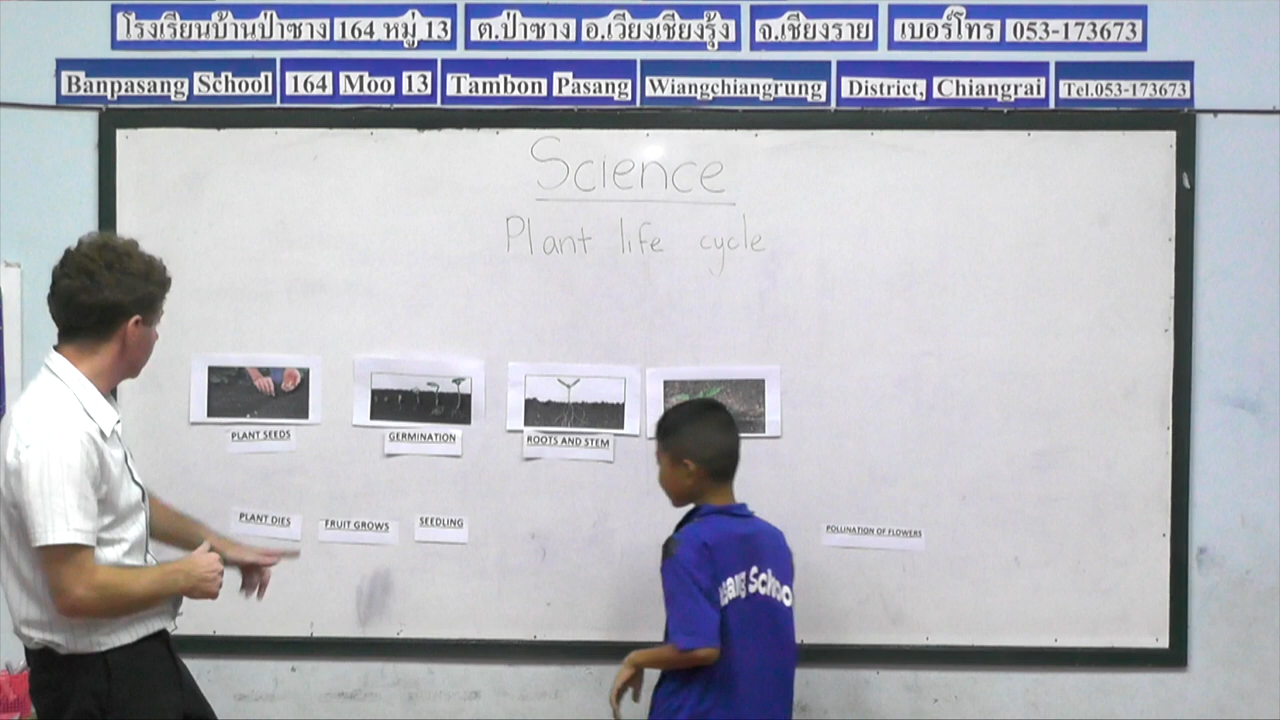 โรงเรียนบ้านป่าซาง 164 หมู่ 13 ต.ป่าซาง อ.เวียงเชียงรุ้ง จ.เชียงราย เบอร์โทร 053-173673
Banpasang School 164 Moo 13 Tambon Pasang Wiangchiangrung District, Chiangrai Tel.053-173673
Science
Plant life cycle
PLANT SEEDS
GERMINATION
ROOTS AND STEM
PLANT DIES
FRUIT GROWS
SEEDLING
POLLINATION OF FLOWERS